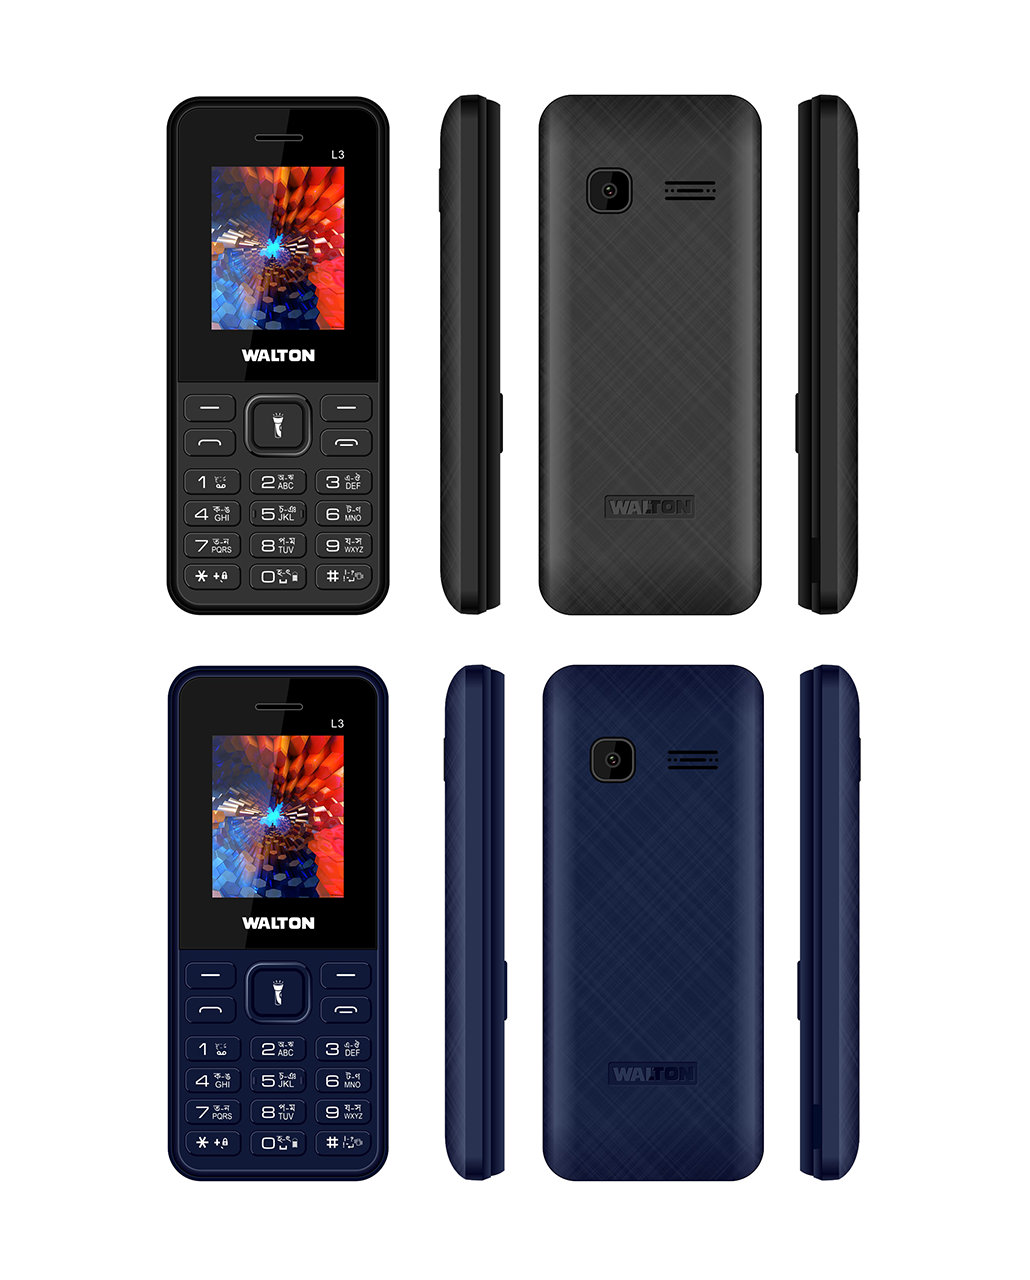 L3
WALTON
1
2 অ-ঋ ABC
3 এ-ঔ DEF
4 ক-ঙ GHI
5 চ-ঞ JKL
6 ট-ণ MNO
7 ত-ন PQRS
8 প-ম TUV
9 য-স WXYZ
* +
0
#
WALTON
L3
WALTON
1
2 অ-ঋ ABC
3 এ-ঔ DEF
4 ক-ঙ GHI
5 চ-ঞ JKL
6 ট-ণ MNO
7 ত-ন PQRS
8 প-ম TUV
9 য-স WXYZ
* +
0
#
WALTON